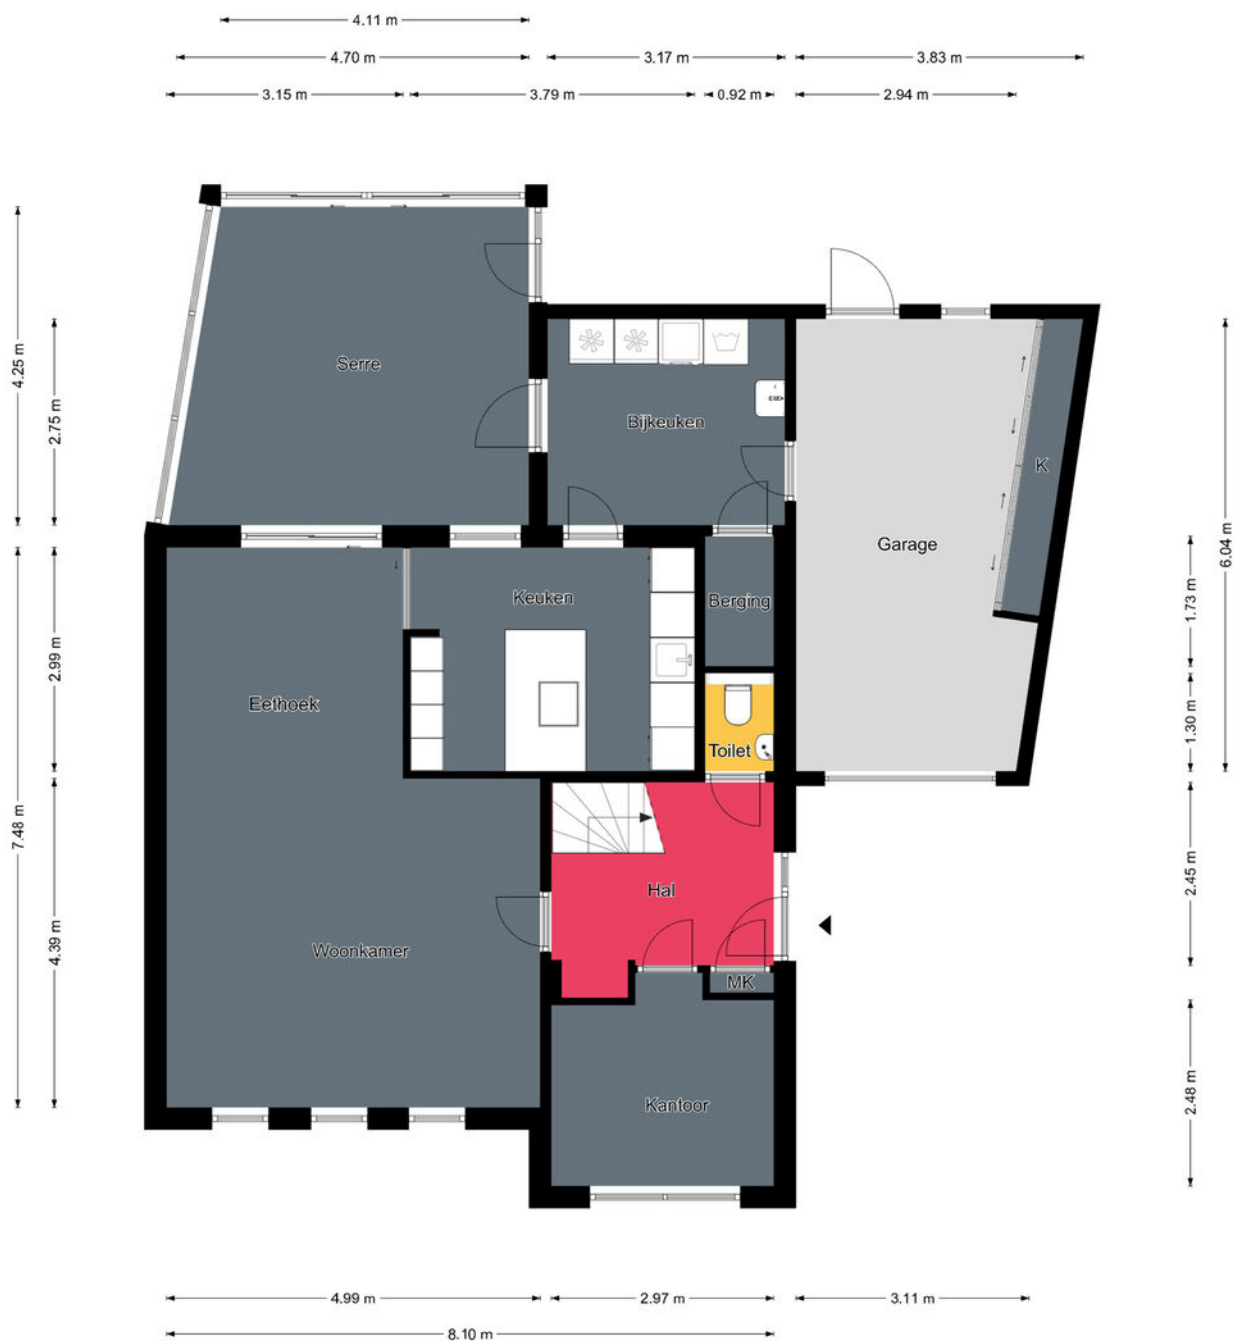 4.11 m
4.70 m
3.17 m
3.83 m
3.15 m
3.79 m
0.92 m
2.94 m
4.25 m
2.75 m
7.48 m
2.99 m
4.39 m
Serre
Bijkeuken
K
Garage
Keuken
Berging
Eethoek
Toilet
Hal
Woonkamer
MK
Kantoor
6.04 m
1.73 m
1.30 m
2.45 m
2.48 m
4.99 m
2.97 m
3.11 m
8.10 m